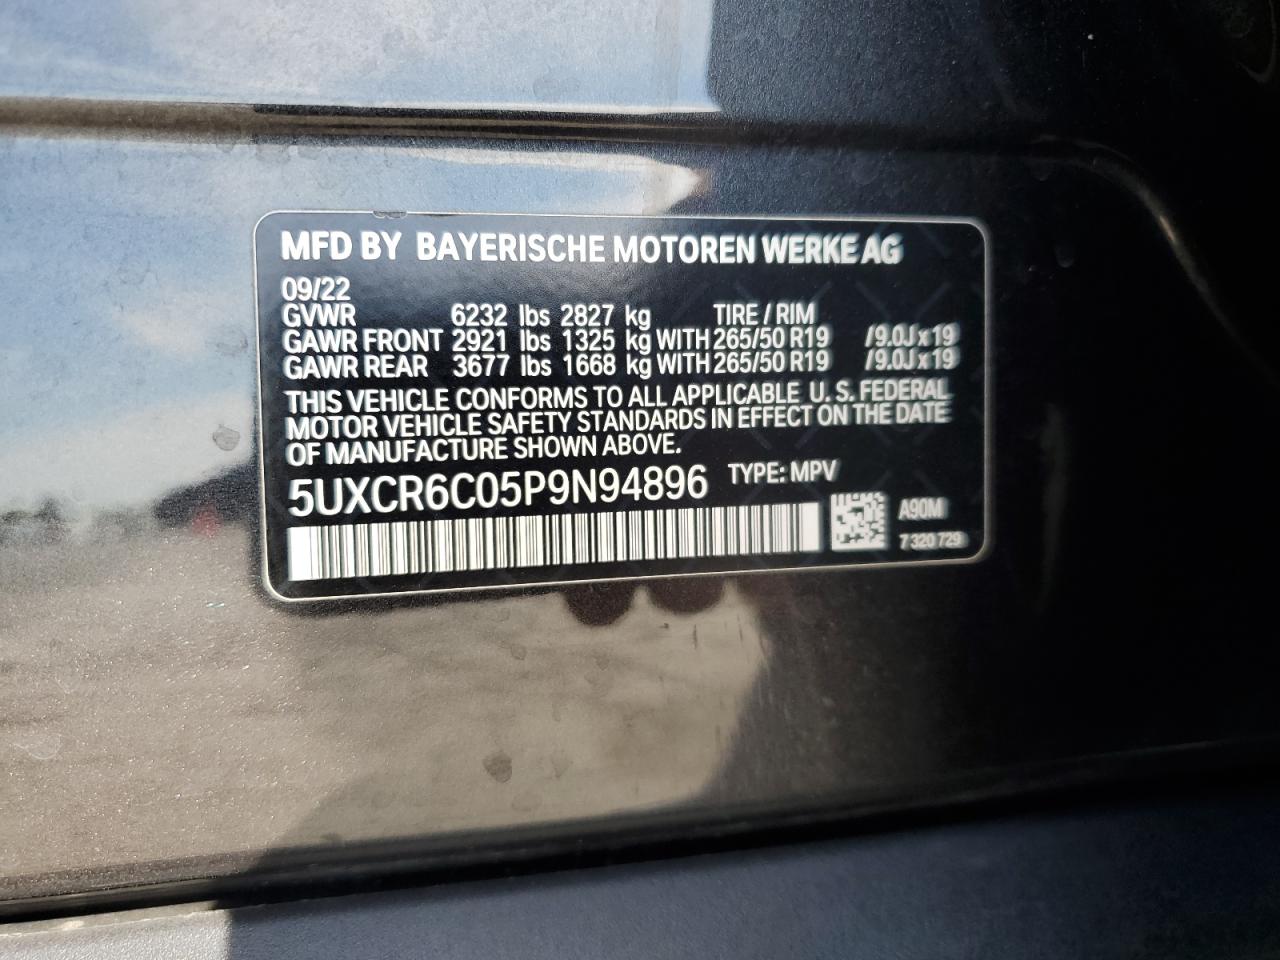 MFD BY BAYERISCHE MOTOREN WERKE AG
09/22
GVWR 6232 lbs 2827 kg TIRE / RIM
GAWR FRONT 2921 lbs 1325 kg WITH 265/50 R19 /9.0J x 19
GAWR REAR 3677 lbs 1668 kg WITH 265/50 R19 /9.0J x 19
THIS VEHICLE CONFORMS TO ALL APPLICABLE U. S. FEDERAL
MOTOR VEHICLE SAFETY STANDARDS IN EFFECT ON THE DATE
OF MANUFACTURE SHOWN ABOVE.
5UXCR6C05P9N94896 TYPE: MPV
A90M
7 320 729